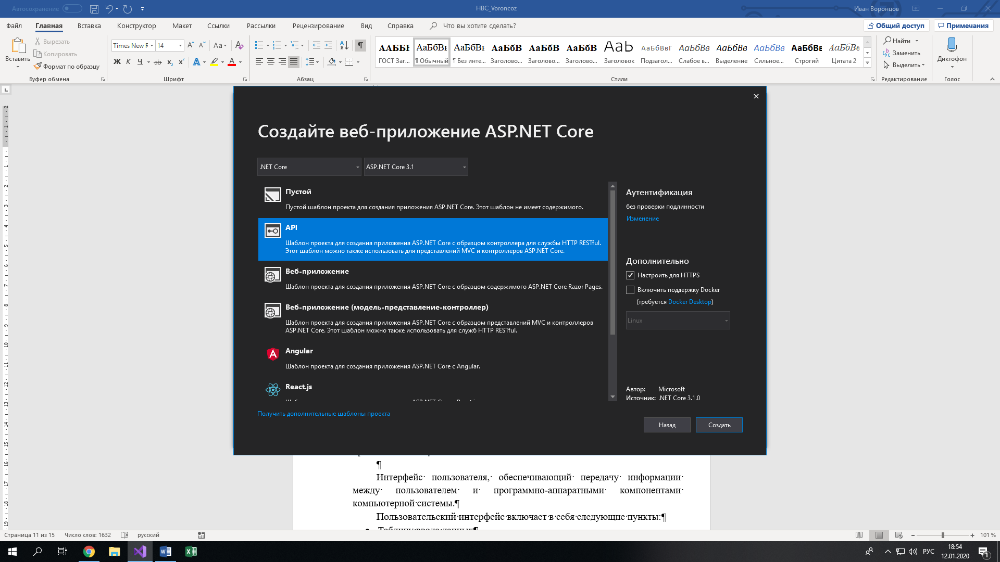 Автосохранение
HBC_Voroncoz
Иван Воронцов
Файл Главная Вставка Конструктор Макет Ссылки Рассылки Рецензирование Вид Справка Что вы хотите сделать?
Общий доступ Примечания
Вставить
Вырезать
Копировать
Формат по образцу
Буфер обмена
Times New R 14
Шрифт
Абзац
ААББІ АаБбВı АаБбВı АаБбВ АаБбВ АаБбВ Aab АаБбВвГ АаБбВв АаБбВв АаБбВв АаБбВв АаБбВв
ГОСТ Заг... ¶ Обычный ¶ Без инте... Заголово... Заголово... Заголово... Заголовок Подзагол... Слабое в... Выделение Сильное... Строгий Цитата 2
Стили
Найти
Заменить
Выделить
Редактирование
Диктофон
Голос
Создайте веб-приложение ASP.NET Core
.NET Core ASP.NET Core 3.1
Пустой
Пустой шаблон проекта для создания приложения ASP.NET Core. Этот шаблон не имеет содержимого.
API
Шаблон проекта для создания приложения ASP.NET Core с образцом контроллера для службы HTTP RESTful.
Этот шаблон можно также использовать для представлений MVC и контроллеров ASP.NET Core.
Веб-приложение
Шаблон проекта для создания приложения ASP.NET Core с образцом содержимого ASP.NET Core Razor Pages.
Веб-приложение (модель-представление-контроллер)
Шаблон проекта для создания приложения ASP.NET Core с образцом представлений MVC и контроллеров
ASP.NET Core. Этот шаблон можно также использовать для служб HTTP RESTful.
Angular
Шаблон проекта для создания приложения ASP.NET Core с Angular.
React.js
Получить дополнительные шаблоны проекта
Аутентификация
без проверки подлинности
Изменение
Дополнительно
Настроить для HTTPS
Включить поддержку Docker
(требуется Docker Desktop)
Linux
Автор: Microsoft
Источник: .NET Core 3.1.0
Назад Создать
¶
Интерфейс· пользователя,· обеспечивающий· передачу· информации·
между· пользователем· и· программно-аппаратными· компонентами·
компьютерной·системы.¶
Пользовательский·интерфейс·включает·в·себя·следующие·пункты:¶
Страница 11 из 15 Число слов: 1632 русский
101 %
РУС
18:54
12.01.2020
1